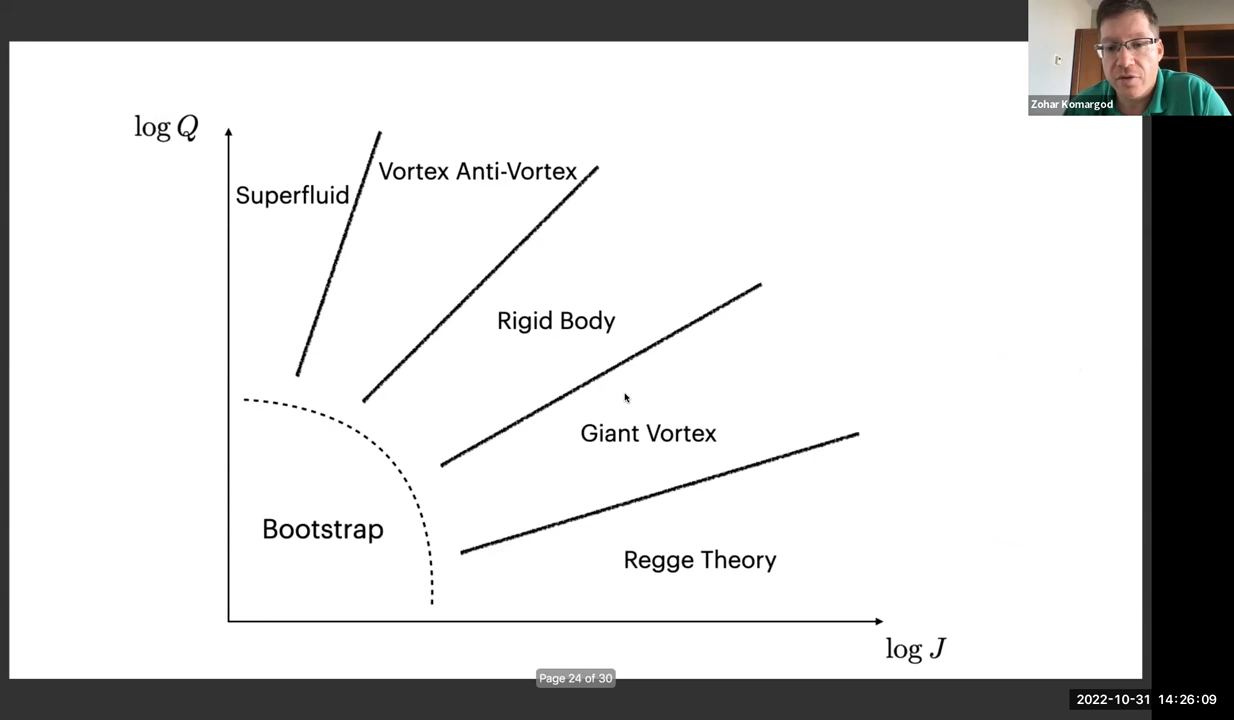 Zohar Komargod
log Q
Superfluid
Vortex Anti-Vortex
Rigid Body
Giant Vortex
Bootstrap
Regge Theory
log J
Page 24 of 30
2022-10-31 14:26:09